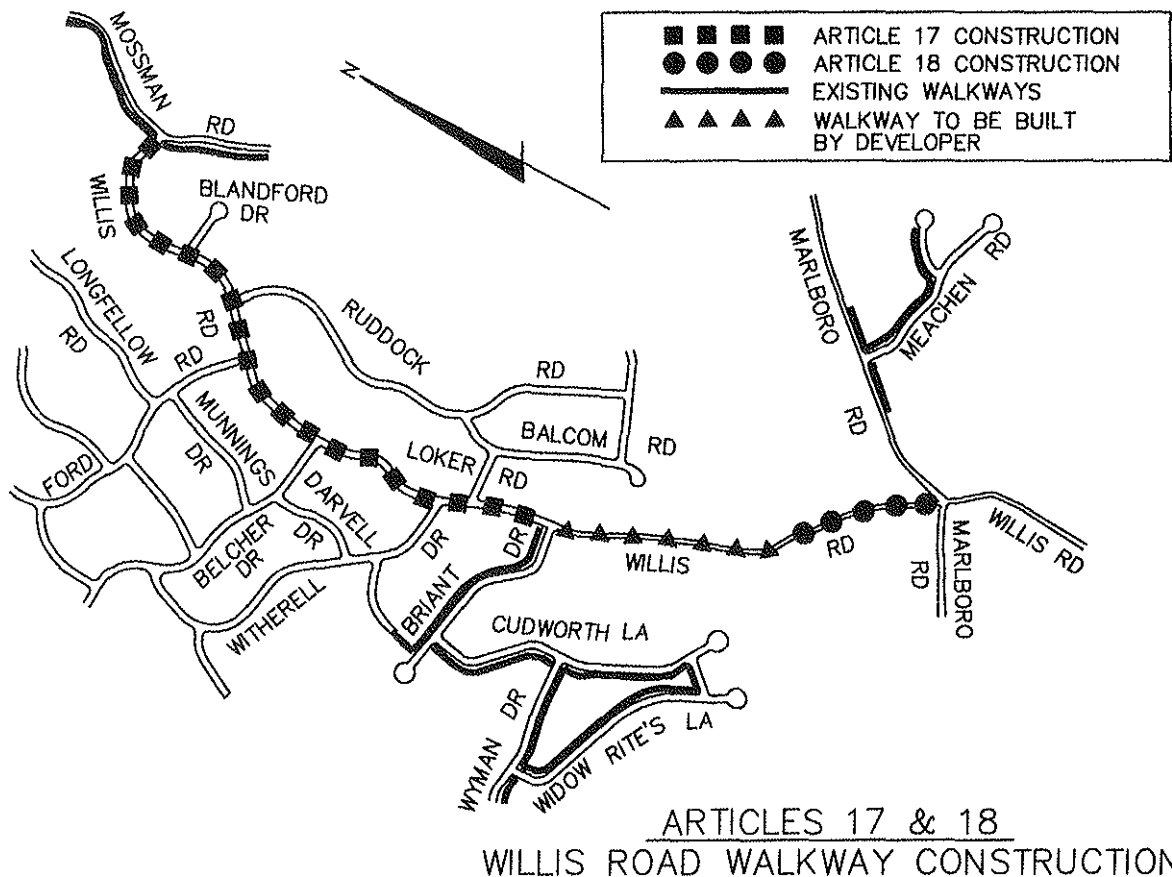 ARTICLE 17 CONSTRUCTION
ARTICLE 18 CONSTRUCTION
EXISTING WALKWAYS
WALKWAY TO BE BUILT
BY DEVELOPER
N
MOSSMAN
RD
WILLIS
BLANDFORD
DR
LONGFELLOW
RD
RD
RD
RUDDOCK
RD
MARLBORO
MEACHEN
RD
MUNNINGS
DR
LOKER
RD
BALCOM
RD
RD
FORD
DARVELL
DR
DR
BELCHER
DR
DR
WITHERELL
BRIANT
WILLIS
RD
RD
MARLBORO
WILLIS RD
CUDWORTH LA
WYMAN
DR
WIDOW RITE'S LA
ARTICLES 17 & 18
WILLIS ROAD WALKWAY CONSTRUCTION